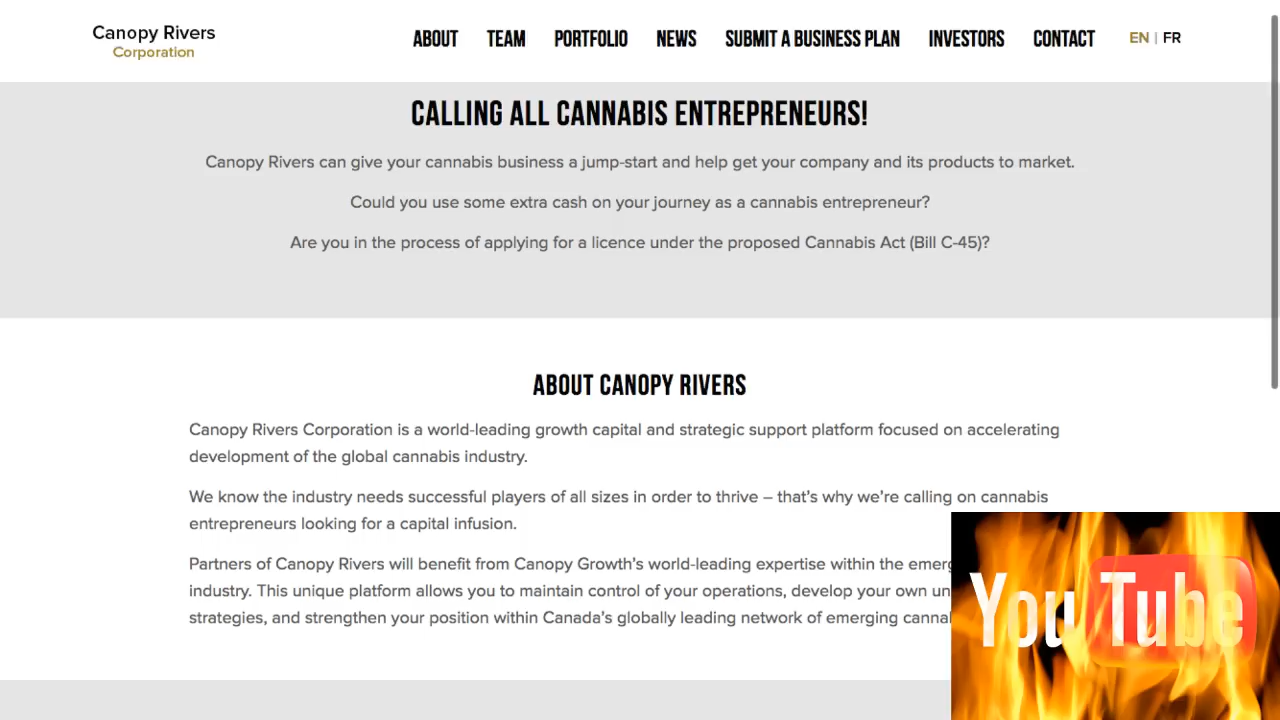 Canopy Rivers
Corporation
ABOUT TEAM PORTFOLIO NEWS SUBMIT A BUSINESS PLAN INVESTORS CONTACT EN | FR
CALLING ALL CANNABIS ENTREPRENEURS!
Canopy Rivers can give your cannabis business a jump-start and help get your company and its products to market.
Could you use some extra cash on your journey as a cannabis entrepreneur?
Are you in the process of applying for a licence under the proposed Cannabis Act (Bill C-45)?
ABOUT CANOPY RIVERS
Canopy Rivers Corporation is a world-leading growth capital and strategic support platform focused on accelerating
development of the global cannabis industry.
We know the industry needs successful players of all sizes in order to thrive – that's why we're calling on cannabis
entrepreneurs looking for a capital infusion.
Partners of Canopy Rivers will benefit from Canopy Growth's world-leading expertise within the
industry. This unique platform allows you to maintain control of your operations, develop your own
strategies, and strengthen your position within Canada's globally leading network of emerging
You Tube